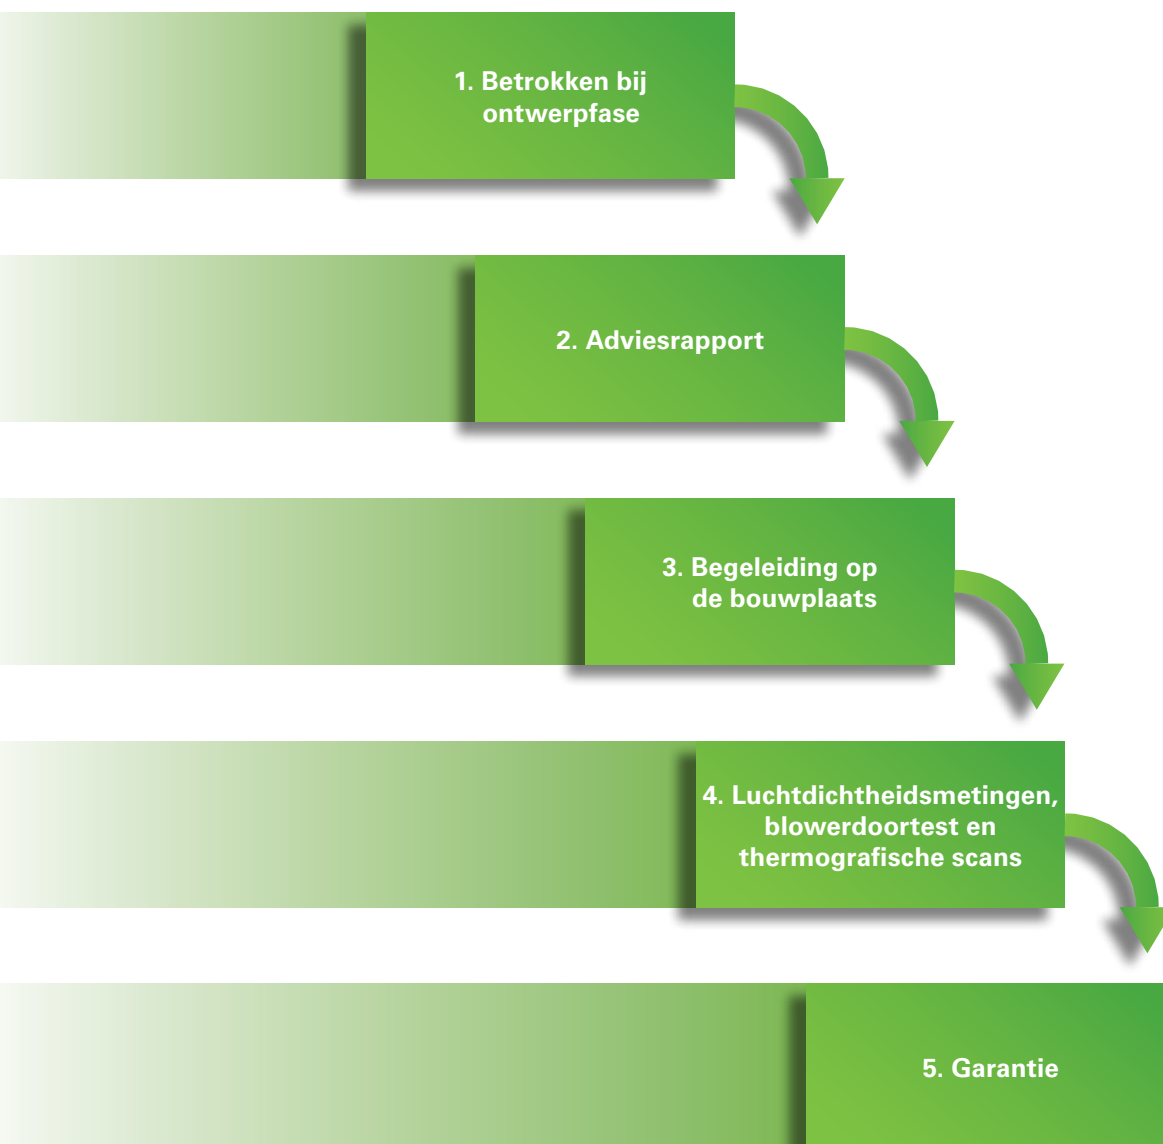 1. Betrokken bij
ontwerpfase
2. Adviesrapport
3. Begeleiding op
de bouwplaats
4. Luchtdichtheidsmetingen,
blowerdoortest en
thermografische scans
5. Garantie